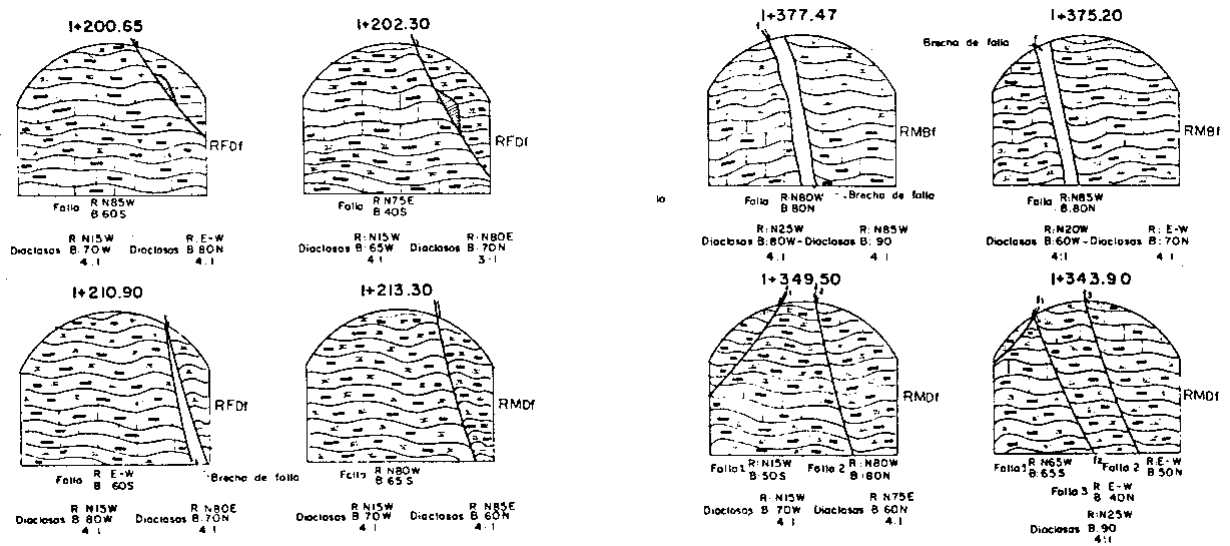 1+200.65
RFDf
Falla R N85W
B 60S
R N15W
Diaclasas B 70W
4:1
R. E-W
Diaclasas B 80N
4:1
1+202.30
RFDf
Falla R N75E
B 40S
R: N15W
Diaclasas B 65W
4:1
R: N80E
Diaclasas B. 70N
3:1
1+377.47
RMBf
Brecha de falla
Falla R: N80W
B 80N
R: N25W
Diaclasas B: 80W-
4:1
R: N85W
Diaclasas B: 90
4:1
1+375.20
Brecha de falla
RMBf
Falla R: N85W
B. 80N
R: N20W
Diaclasas B: 60W-
4:1
R: E-W
Diaclasas B: 70N
4:1
1+210.90
RFDf
Falla R E-W
B 60S
Brecha de falla
R N15W
Diaclasas B 80W
4:1
R N80E
Diaclasas B. 70N
4:1
1+213.30
RMDf
Falla R N80W
B 65S
R N15W
Diaclasas B 70W
4:1
R N85E
Diaclasas B 60N
4:1
1+349.50
RMDf
Falla 1 R: N15W
B: 50S
Falla 2 R: N80W
B: 80N
R: N15W
Diaclasas B 70W
4:1
R N75E
Diaclasas B 60N
4:1
1+343.90
RMDf
Falla 1 R N65W
B: 65S
f2
Falla 2 R: E-W
B: 50N
Falla 3 R E-W
B 40N
R: N25W
Diaclasas B. 90
4:1